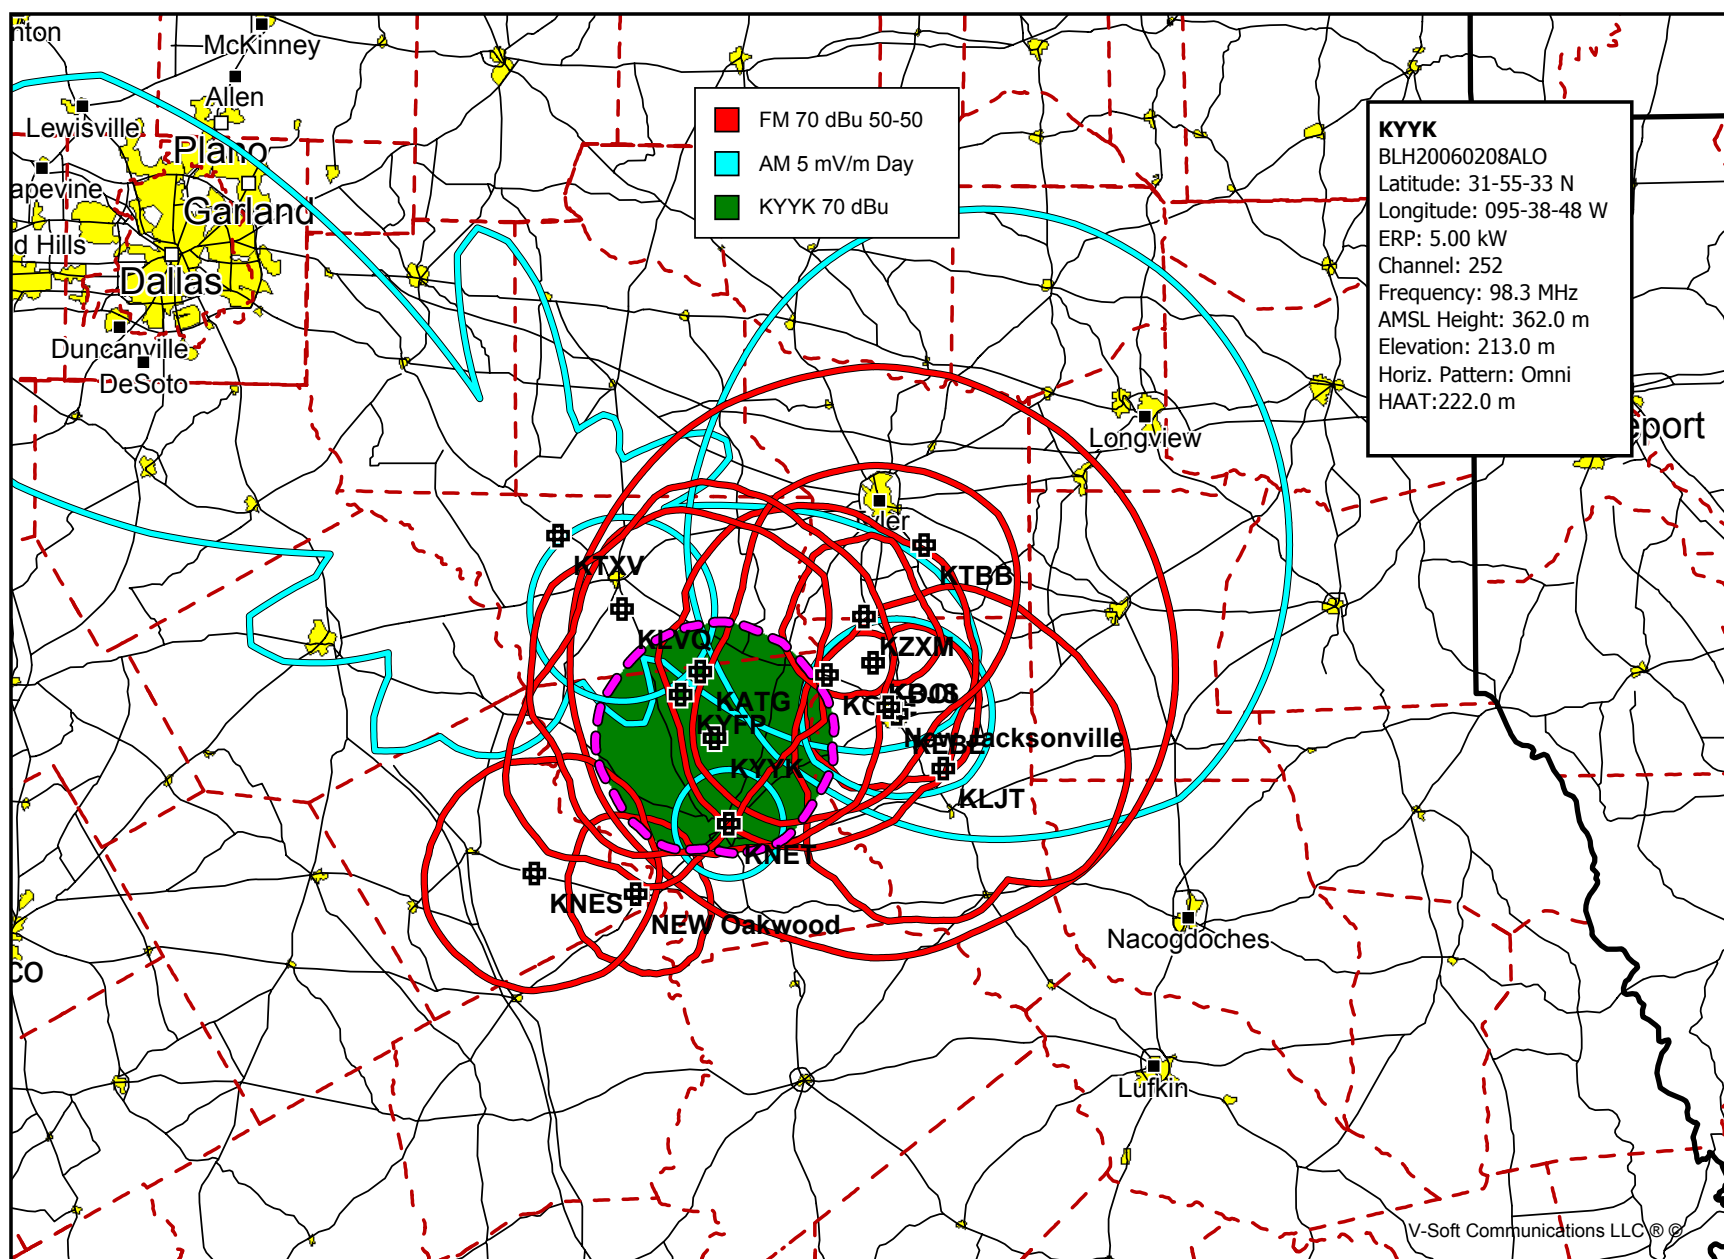 nton
McKinney
Allen
Lewisville
Plano
apevine
Garland
d Hills
Dallas
Duncanville
DeSoto
FM 70 dBu 50-50
AM 5 mV/m Day
KYYK 70 dBu
KYYK
BLH20060208ALO
Latitude: 31-55-33 N
Longitude: 095-38-48 W
ERP: 5.00 kW
Channel: 252
Frequency: 98.3 MHz
AMSL Height: 362.0 m
Elevation: 213.0 m
Horiz. Pattern: Omni
HAAT:222.0 m
eport
Longview
Tyler
KTXV
KTBB
KLVQ
KZXM
KATG
KYFP
New Jacksonville
KEBE
KYYK
KLJT
KNET
KNES
NEW Oakwood
Nacogdoches
co
Lufkin
V-Soft Communications LLC ® ©